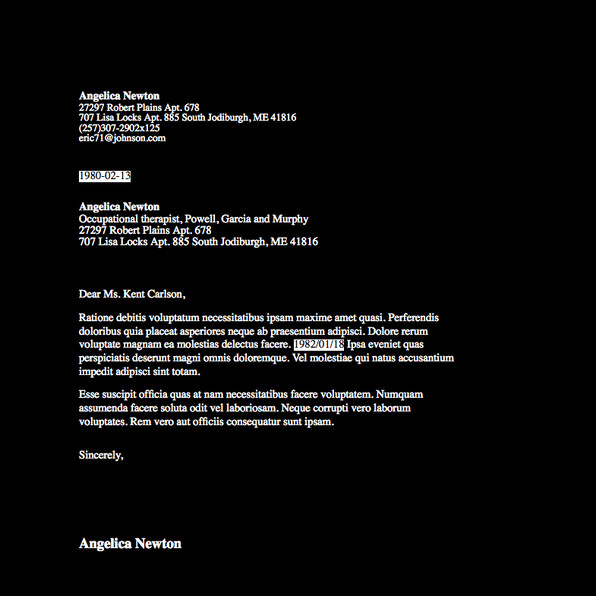 Angelica Newton
27297 Robert Plains Apt. 678
707 Lisa Locks Apt. 885 South Jodiburgh, ME 41816
(257)307-2902x125
eric71@johnson.com
1980-02-13
Angelica Newton
Occupational therapist, Powell, Garcia and Murphy
27297 Robert Plains Apt. 678
707 Lisa Locks Apt. 885 South Jodiburgh, ME 41816
Dear Ms. Kent Carlson,
Ratione debitis voluptatum necessitatibus ipsam maxime amet quasi. Perferendis
doloribus quia placeat asperiores neque ab praesentium adipisci. Dolore rerum
voluptate magnam ea molestias delectus facere. 1982/01/18 Ipsa eveniet quas
perspiciatis deserunt magni omnis doloremque. Vel molestiae qui natus accusantium
impedit adipisci sint totam.
Esse suscipit officia quas at nam necessitatibus facere voluptatem. Numquam
assumenda facere soluta odit vel laboriosam. Neque corrupti vero laborum
voluptates. Rem vero aut officiis consequatur sunt ipsam.
Sincerely,
Angelica Newton